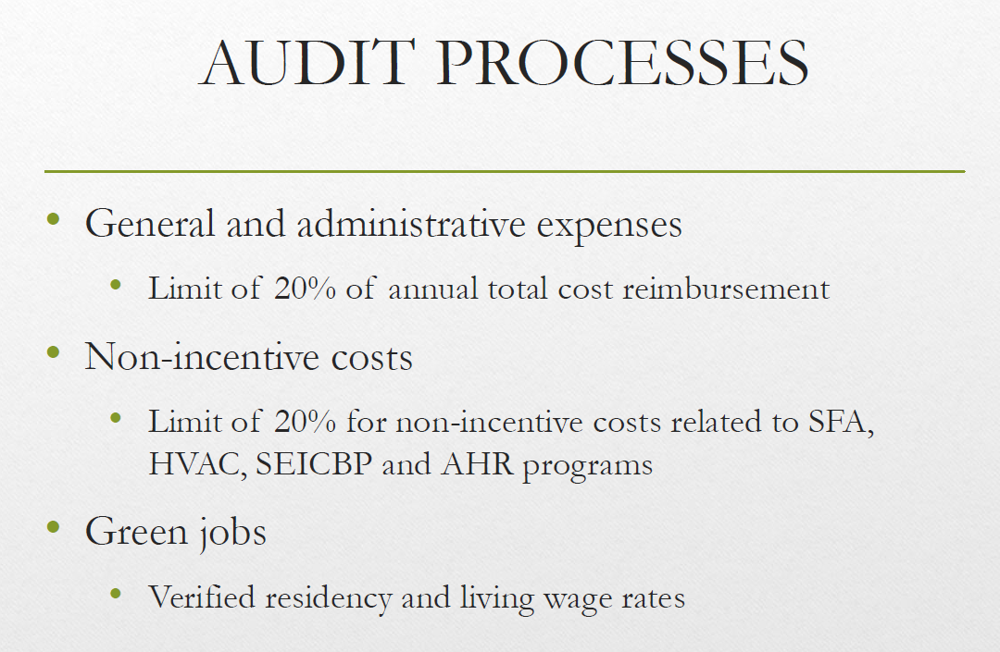 AUDIT PROCESSES
• General and administrative expenses
• Limit of 20% of annual total cost reimbursement
• Non-incentive costs
• Limit of 20% for non-incentive costs related to SFA,
HVAC, SEICBP and AHR programs
• Green jobs
• Verified residency and living wage rates